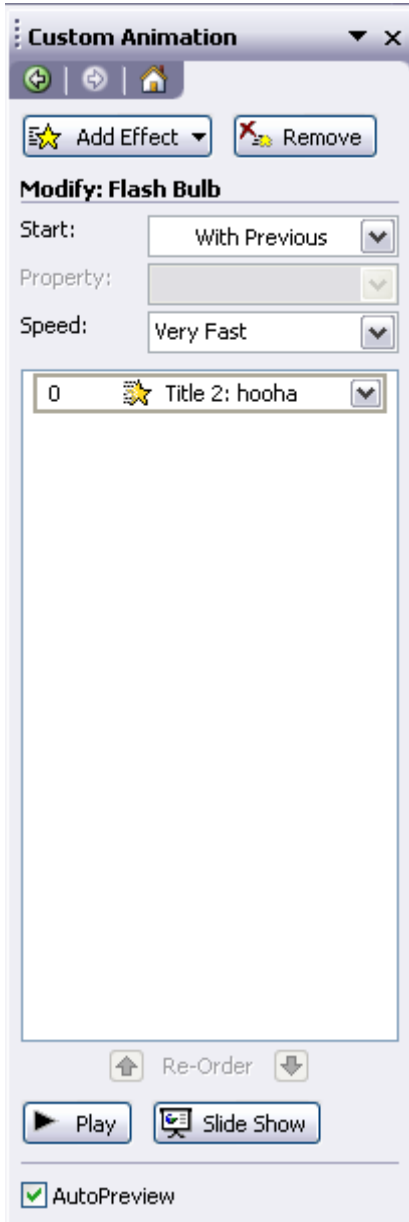 Custom Animation
Add Effect Remove
Modify: Flash Bulb
Start: With Previous
Property:
Speed: Very Fast
0 Title 2: hooha
Re-Order
Play Slide Show
AutoPreview